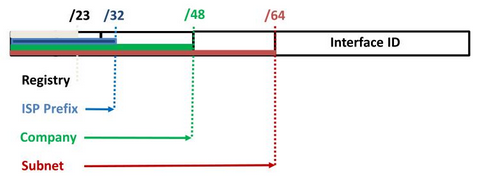 /23 /32 /48 /64
Interface ID
Registry
ISP Prefix
Company
Subnet